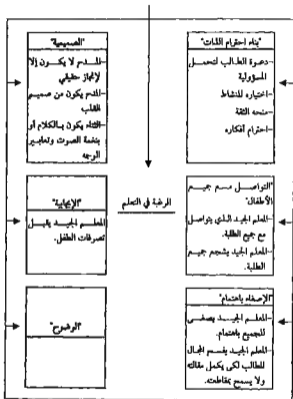 "بناء احترام الذات"
-دعوة الطالب لتحمل
المسؤولية
-اختياره للنشاط
-منحه الثقة
-احترام أفكاره
"الصميمية"
-المدح لا يكون إلا
لإنجاز حقيقي
-المدح يكون من صميم
القلب
-الثناء يكون بالكلام أو
بنغمة الصوت وتعابير
الوجه
الرغبة في التعلم
"التواصل مع جميع
الأطفال"
-المعلم الجيد الذي يتواصل
مع جميع الطلبة.
-المعلم الجيد يشجع جميع
الطلبة.
"الإيجابية"
المعلم الجيد يقبل
تصرفات الطفل.
"الإصغاء باهتمام"
-المعلم الجيد يصغي
للجميع باهتمام.
-المعلم الجيد يفسح المجال
للطالب لكي يكمل مقالته
ولا يسمح بمقاطعته.
"الوضوح"